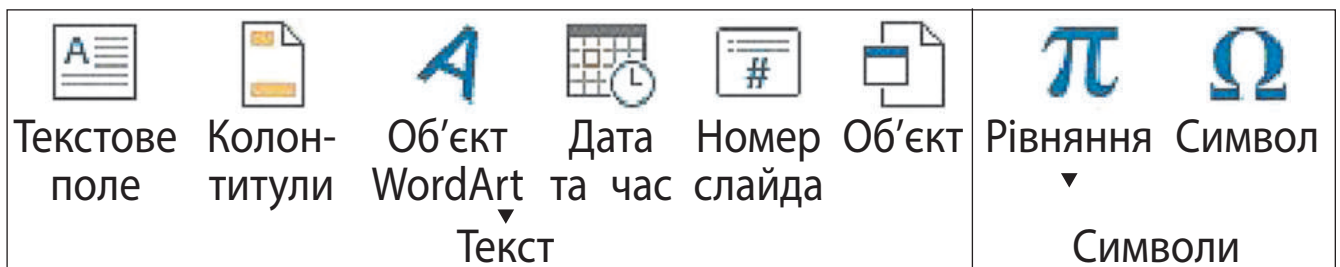 Текстове Колон- Об'єкт Дата Номер Об'єкт Рівняння Символ
поле титули WordArt та час слайда
Текст Символи